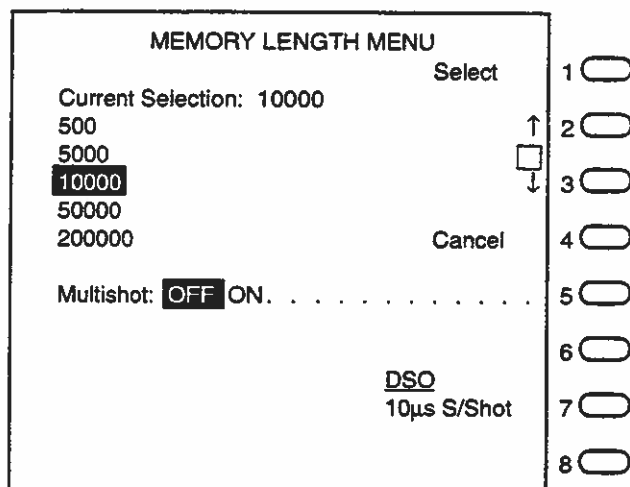 MEMORY LENGTH MENU
Select
1
Current Selection: 10000
500
↑ 2
5000
10000
↓ 3
50000
200000
Cancel
4
Multishot: OFF ON. . . . . . . . . . . . . .
5
6
DSO
10µs S/Shot
7
8